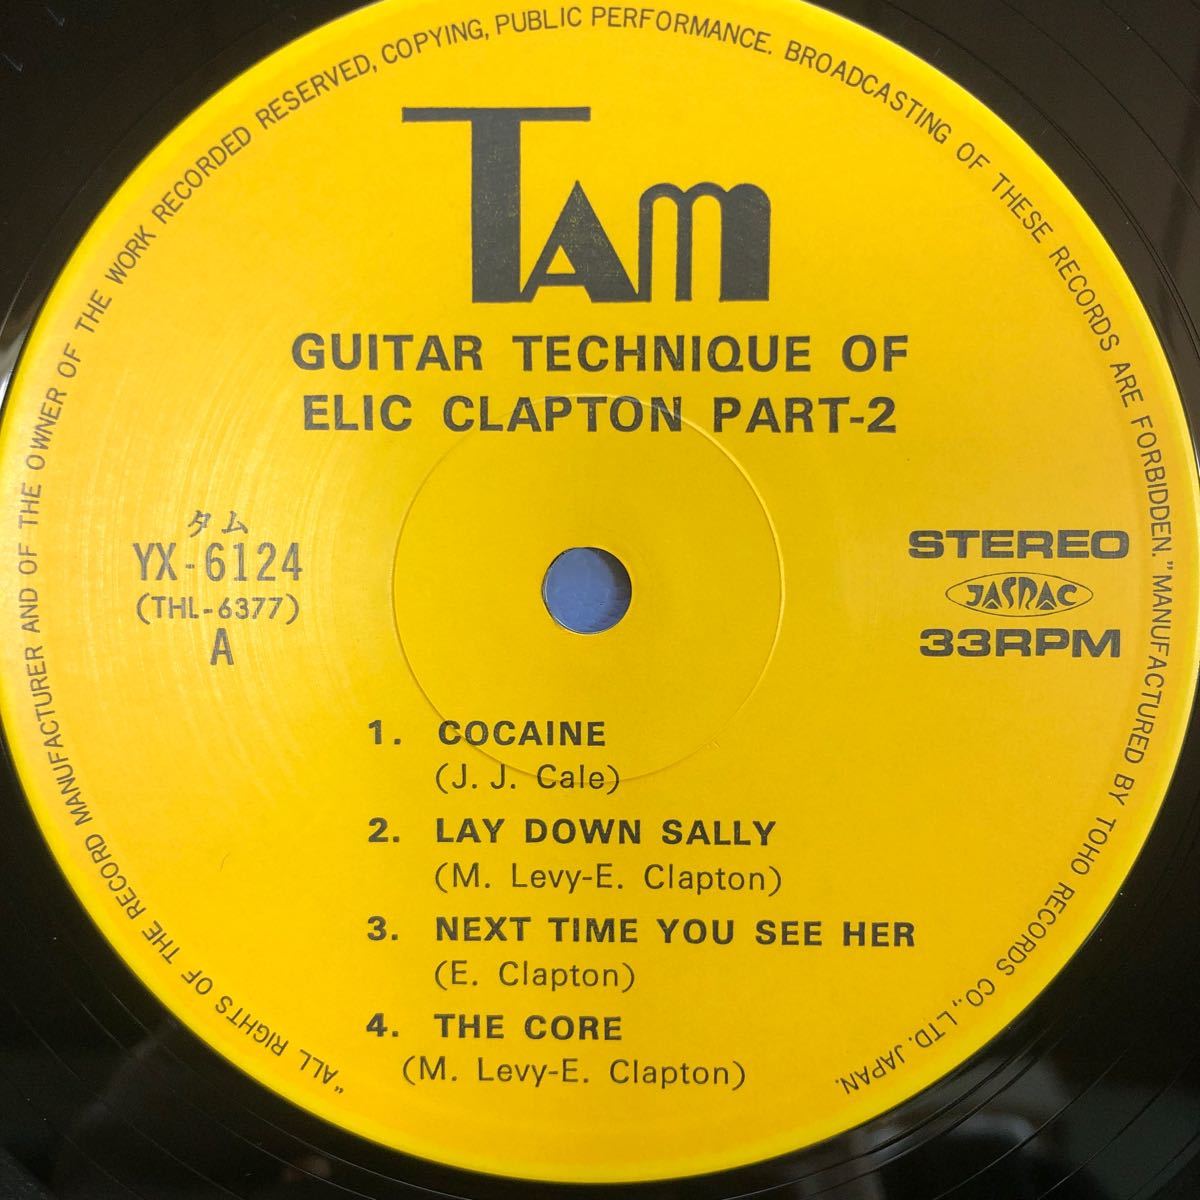 "ALL RIGHTS OF THE RECORD MANUFACTURER AND OF THE OWNER OF THE WORK RECORDED RESERVED, COPYING, PUBLIC PERFORMANCE. BROADCASTING OF THESE RECORDS ARE FORBIDDEN."MANUFACTURED BY TOHO RECORDS CO., LTD. JAPAN.
TAM
GUITAR TECHNIQUE OF
ELIC CLAPTON PART-2
タム
YX-6124
(THL-6377)
A
STEREO
JASRAC
33RPM
1. COCAINE
(J. J. Cale)
2. LAY DOWN SALLY
(M. Levy-E. Clapton)
3. NEXT TIME YOU SEE HER
(E. Clapton)
4. THE CORE
(M. Levy-E. Clapton)